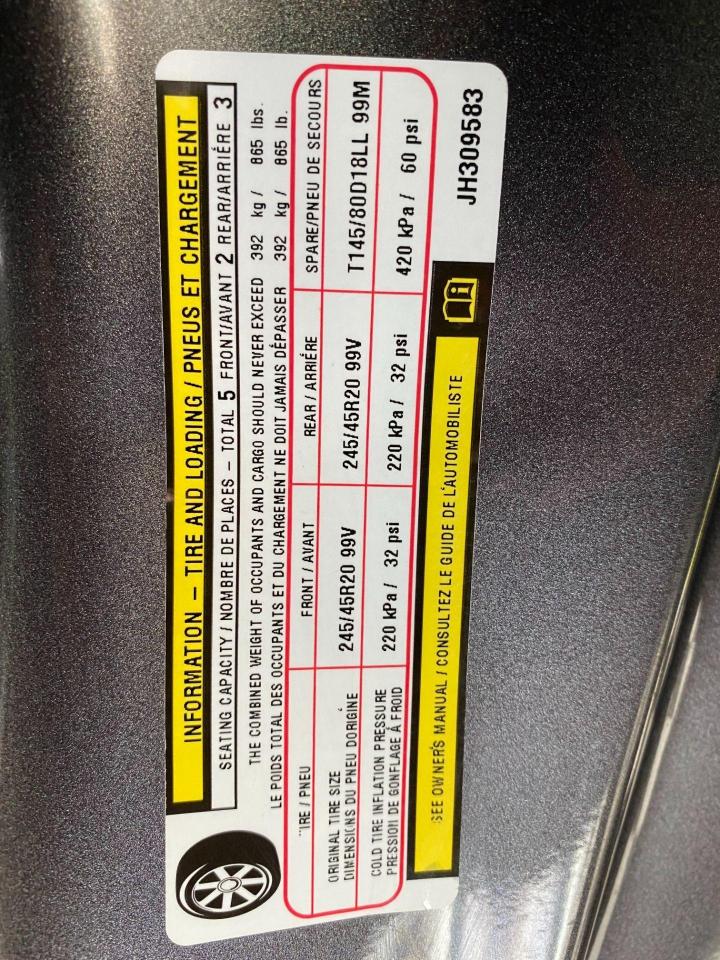 INFORMATION – TIRE AND LOADING / PNEUS ET CHARGEMENT
SEATING CAPACITY / NOMBRE DE PLACES – TOTAL 5 FRONT/AVANT 2 REAR/ARRIÉRE 3
THE COMBINED WEIGHT OF OCCUPANTS AND CARGO SHOULD NEVER EXCEED 392 kg / 865 lbs.
LE POIDS TOTAL DES OCCUPANTS ET DU CHARGEMENT NE DOIT JAMAIS DÉPASSER 392 kg / 865 lb.
TIRE / PNEU FRONT / AVANT REAR / ARRIÉRE SPARE/PNEU DE SECOURS
ORIGINAL TIRE SIZE
DIMENSIONS DU PNEU DORIGINE 245/45R20 99V 245/45R20 99V T145/80D18LL 99M
COLD TIRE INFLATION PRESSURE
PRESSION DE GONFLAGE Á FROID 220 kPa / 32 psi 220 kPa / 32 psi 420 kPa / 60 psi
SEE OWNER'S MANUAL / CONSULTEZ LE GUIDE DE L'AUTOMOBILISTE
JH309583